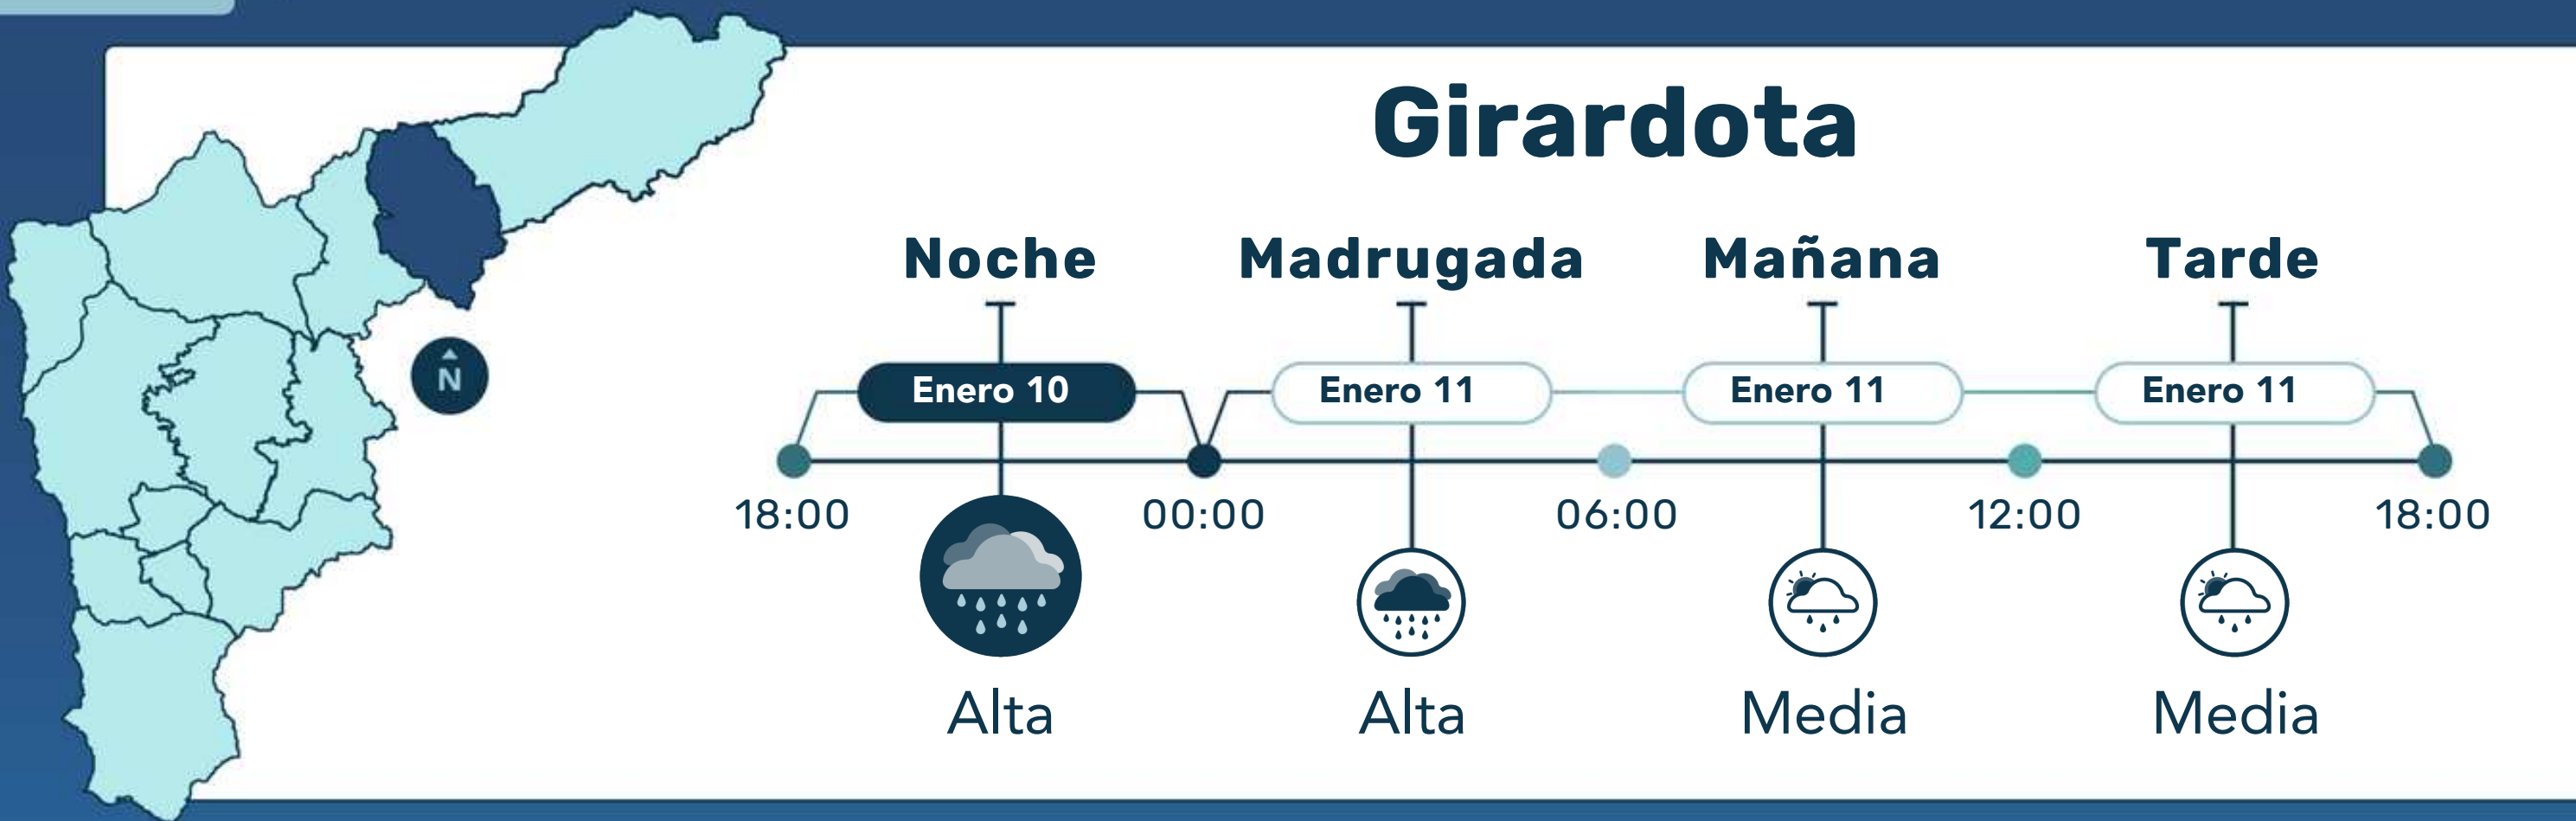 Girardota
Noche Madrugada Mañana Tarde
Enero 10 Enero 11 Enero 11 Enero 11
N
18:00 00:00 06:00 12:00 18:00
Alta Alta Media Media